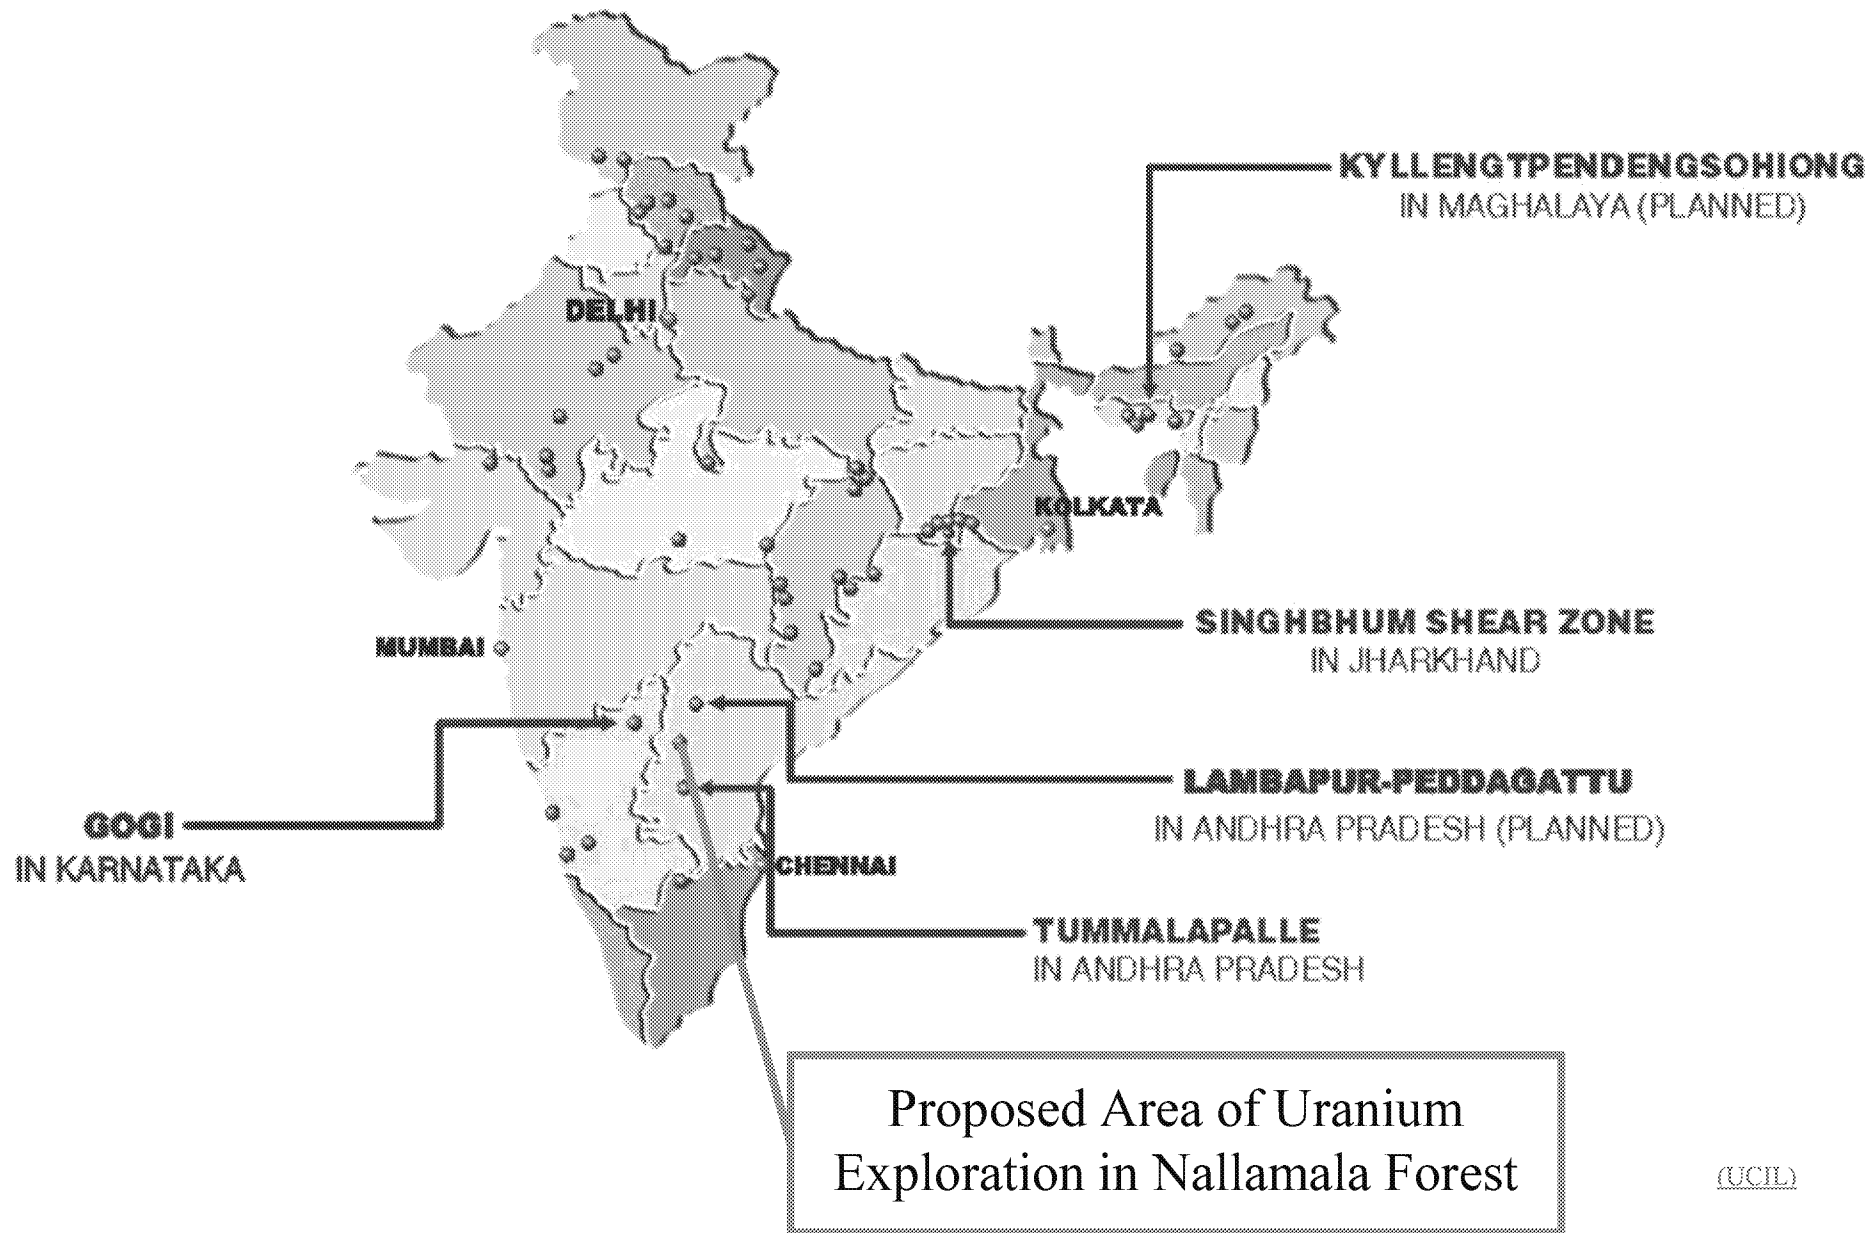 KYLLENGTPENDENGSOHIONG
IN MAGHALAYA (PLANNED)
DELHI
KOLKATA
SINGHBHUM SHEAR ZONE
IN JHARKHAND
MUMBAI
LAMBAPUR-PEDDAGATTU
IN ANDHRA PRADESH (PLANNED)
GOGI
IN KARNATAKA
CHENNAI
TUMMALAPALLE
IN ANDHRA PRADESH
Proposed Area of Uranium
Exploration in Nallamala Forest
(UCIL)